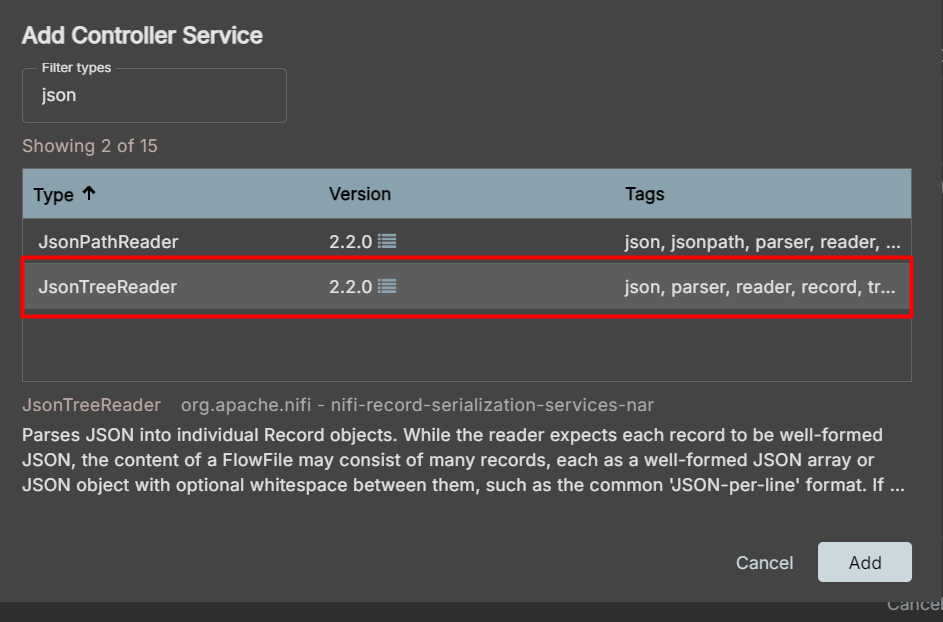 Add Controller Service
Filter types
json
Showing 2 of 15
Type Version Tags
JsonPathReader 2.2.0 json, jsonpath, parser, reader, ...
JsonTreeReader 2.2.0 json, parser, reader, record, tr...
JsonTreeReader org.apache.nifi - nifi-record-serialization-services-nar
Parses JSON into individual Record objects. While the reader expects each record to be well-formed
JSON, the content of a FlowFile may consist of many records, each as a well-formed JSON array or
JSON object with optional whitespace between them, such as the common 'JSON-per-line' format. If ...
Cancel Add
Cancel